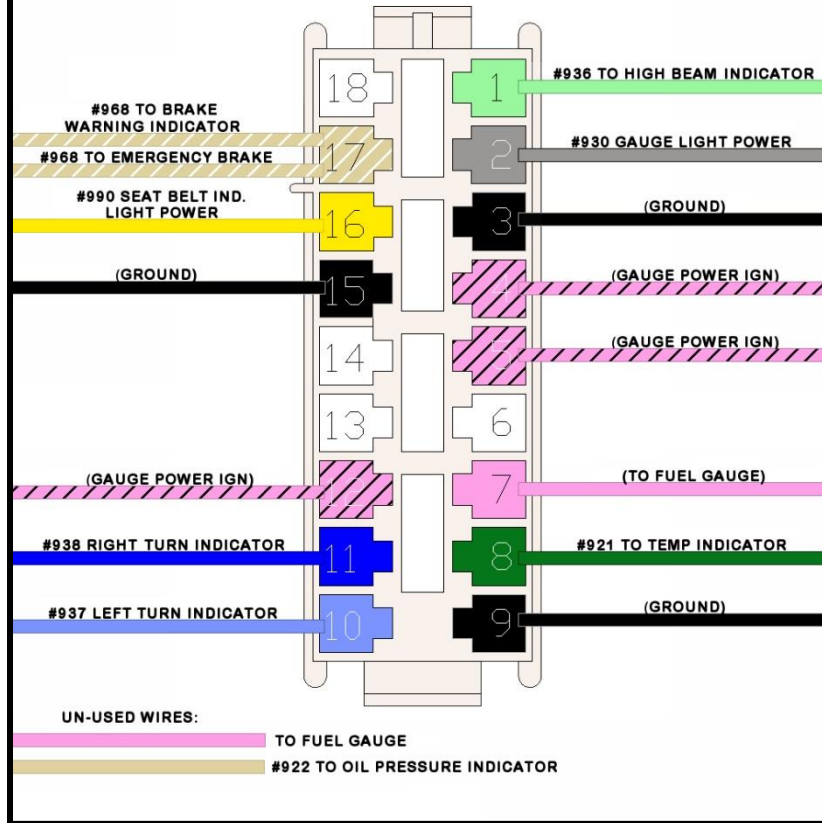 18
1
#936 TO HIGH BEAM INDICATOR
#968 TO BRAKE
WARNING INDICATOR
#968 TO EMERGENCY BRAKE
17
2
#930 GAUGE LIGHT POWER
#990 SEAT BELT IND.
LIGHT POWER
16
3
(GROUND)
(GROUND)
15
4
(GAUGE POWER IGN)
14
5
(GAUGE POWER IGN)
13
6
(GAUGE POWER IGN)
12
7
(TO FUEL GAUGE)
#938 RIGHT TURN INDICATOR
11
8
#921 TO TEMP INDICATOR
#937 LEFT TURN INDICATOR
10
9
(GROUND)
UN-USED WIRES:
TO FUEL GAUGE
#922 TO OIL PRESSURE INDICATOR